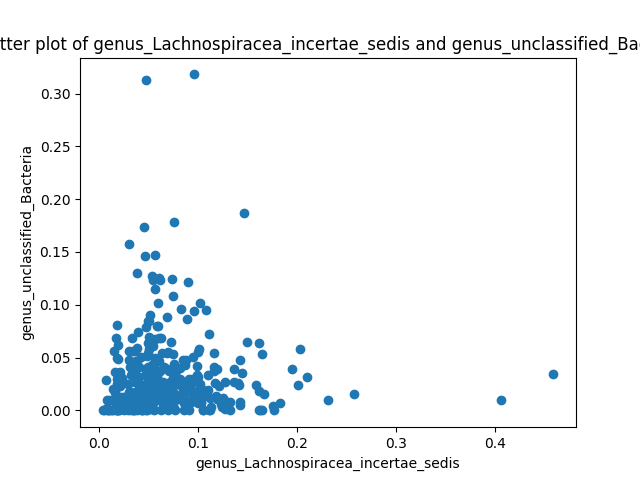 tter plot of genus_Lachnospiracea_incertae_sedis and genus_unclassified_Ba
0.30
0.25
0.20
0.15
0.10
0.05
0.00
genus_unclassified_Bacteria
0.0 0.1 0.2 0.3 0.4
genus_Lachnospiracea_incertae_sedis